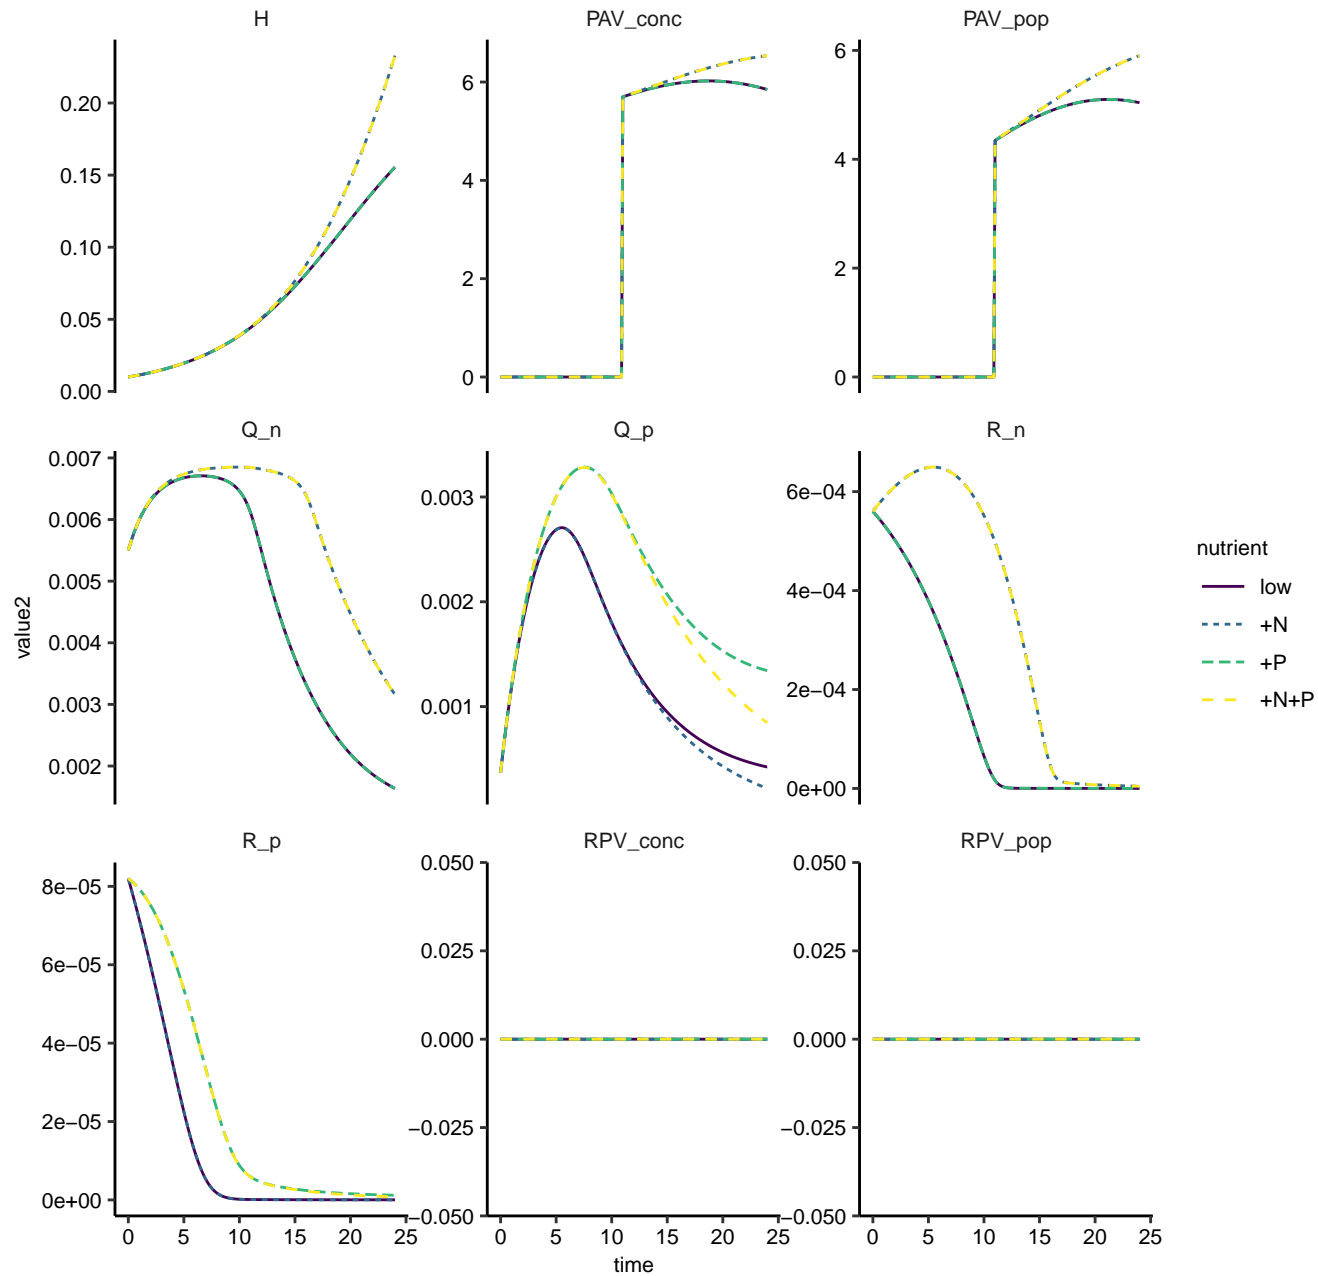 H
PAV_conc
PAV_pop
0.20
0.15
0.10
0.05
0.00
6
4
2
0
6
4
2
0
Q_n
Q_p
R_n
value2
0.007
0.006
0.005
0.004
0.003
0.002
0.003
0.002
0.001
6e−04
4e−04
2e−04
0e+00
nutrient
low
+N
+P
+N+P
R_p
RPV_conc
RPV_pop
8e−05
6e−05
4e−05
2e−05
0e+00
0.050
0.025
0.000
−0.025
−0.050
0.050
0.025
0.000
−0.025
−0.050
0 5 10 15 20 25
0 5 10 15 20 25
0 5 10 15 20 25
time